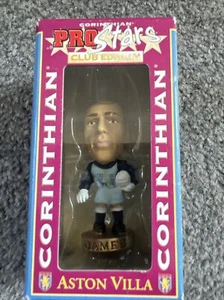 CORINTHIAN
PRO Stars
CLUB EDITION
CORINTHIAN
CORINTHIAN
JAMES
ASTON VILLA